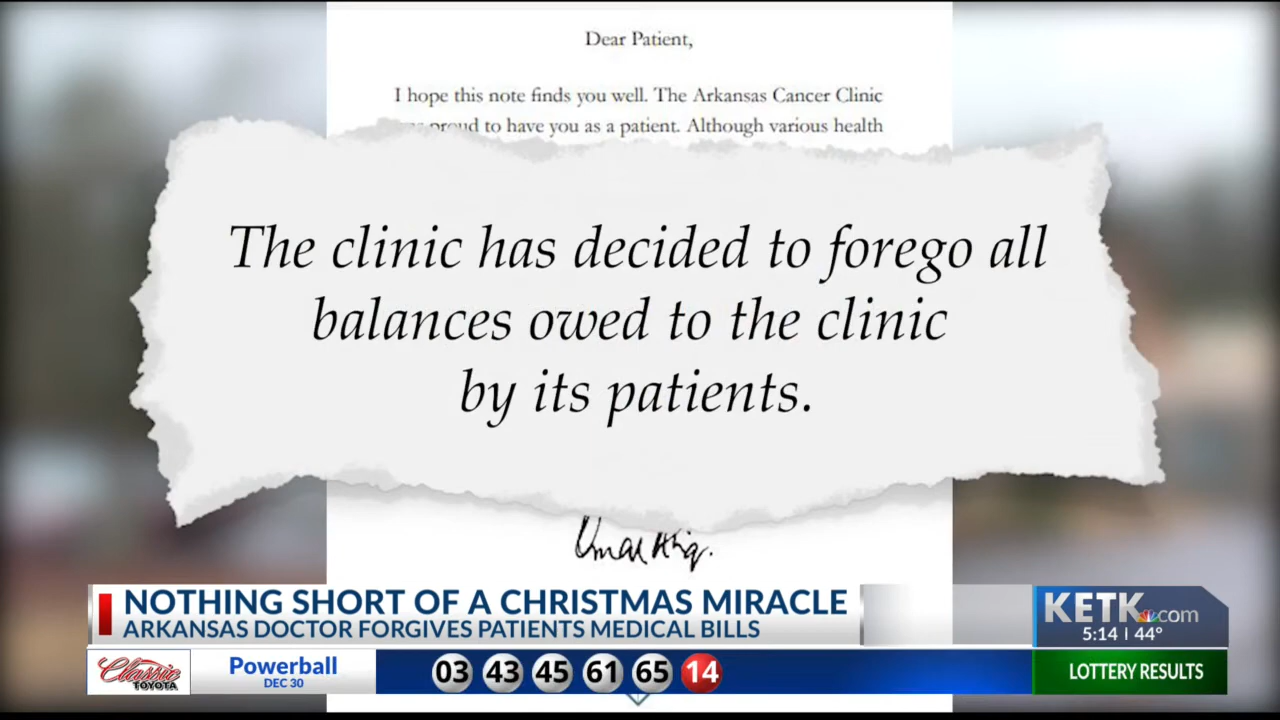 Dear Patient,
I hope this note finds you well. The Arkansas Cancer Clinic
proud to have you as a patient. Although various health
The clinic has decided to forego all
balances owed to the clinic
by its patients.
NOTHING SHORT OF A CHRISTMAS MIRACLE
ARKANSAS DOCTOR FORGIVES PATIENTS MEDICAL BILLS
KETK.com
5:14 | 44°
Classic
TOYOTA
Powerball
DEC 30
03 43 45 61 65 14
LOTTERY RESULTS